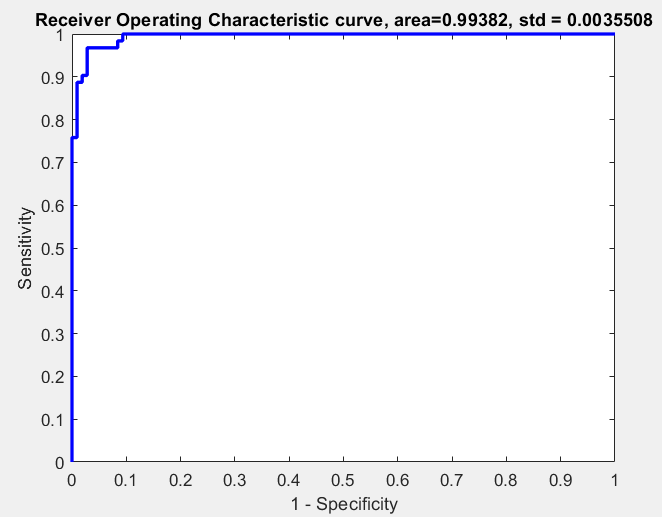 Receiver Operating Characteristic curve, area=0.99382, std = 0.0035508
1
0.9
0.8
0.7
0.6
0.5
0.4
0.3
0.2
0.1
0
Sensitivity
0 0.1 0.2 0.3 0.4 0.5 0.6 0.7 0.8 0.9 1
1 - Specificity